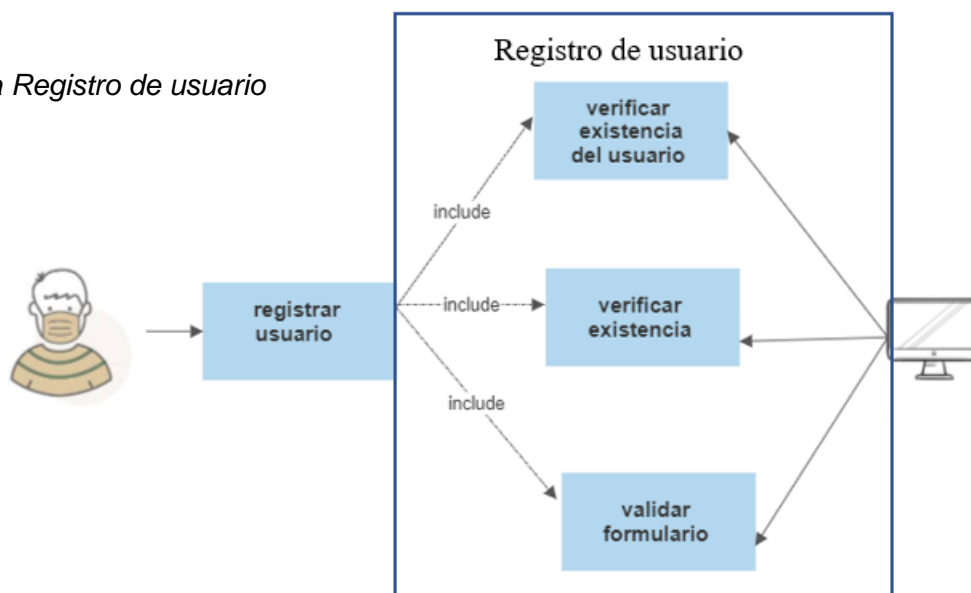 Registro de usuario
a Registro de usuario
verificar
existencia
del usuario
include
registrar
usuario
include
verificar
existencia
include
validar
formulario